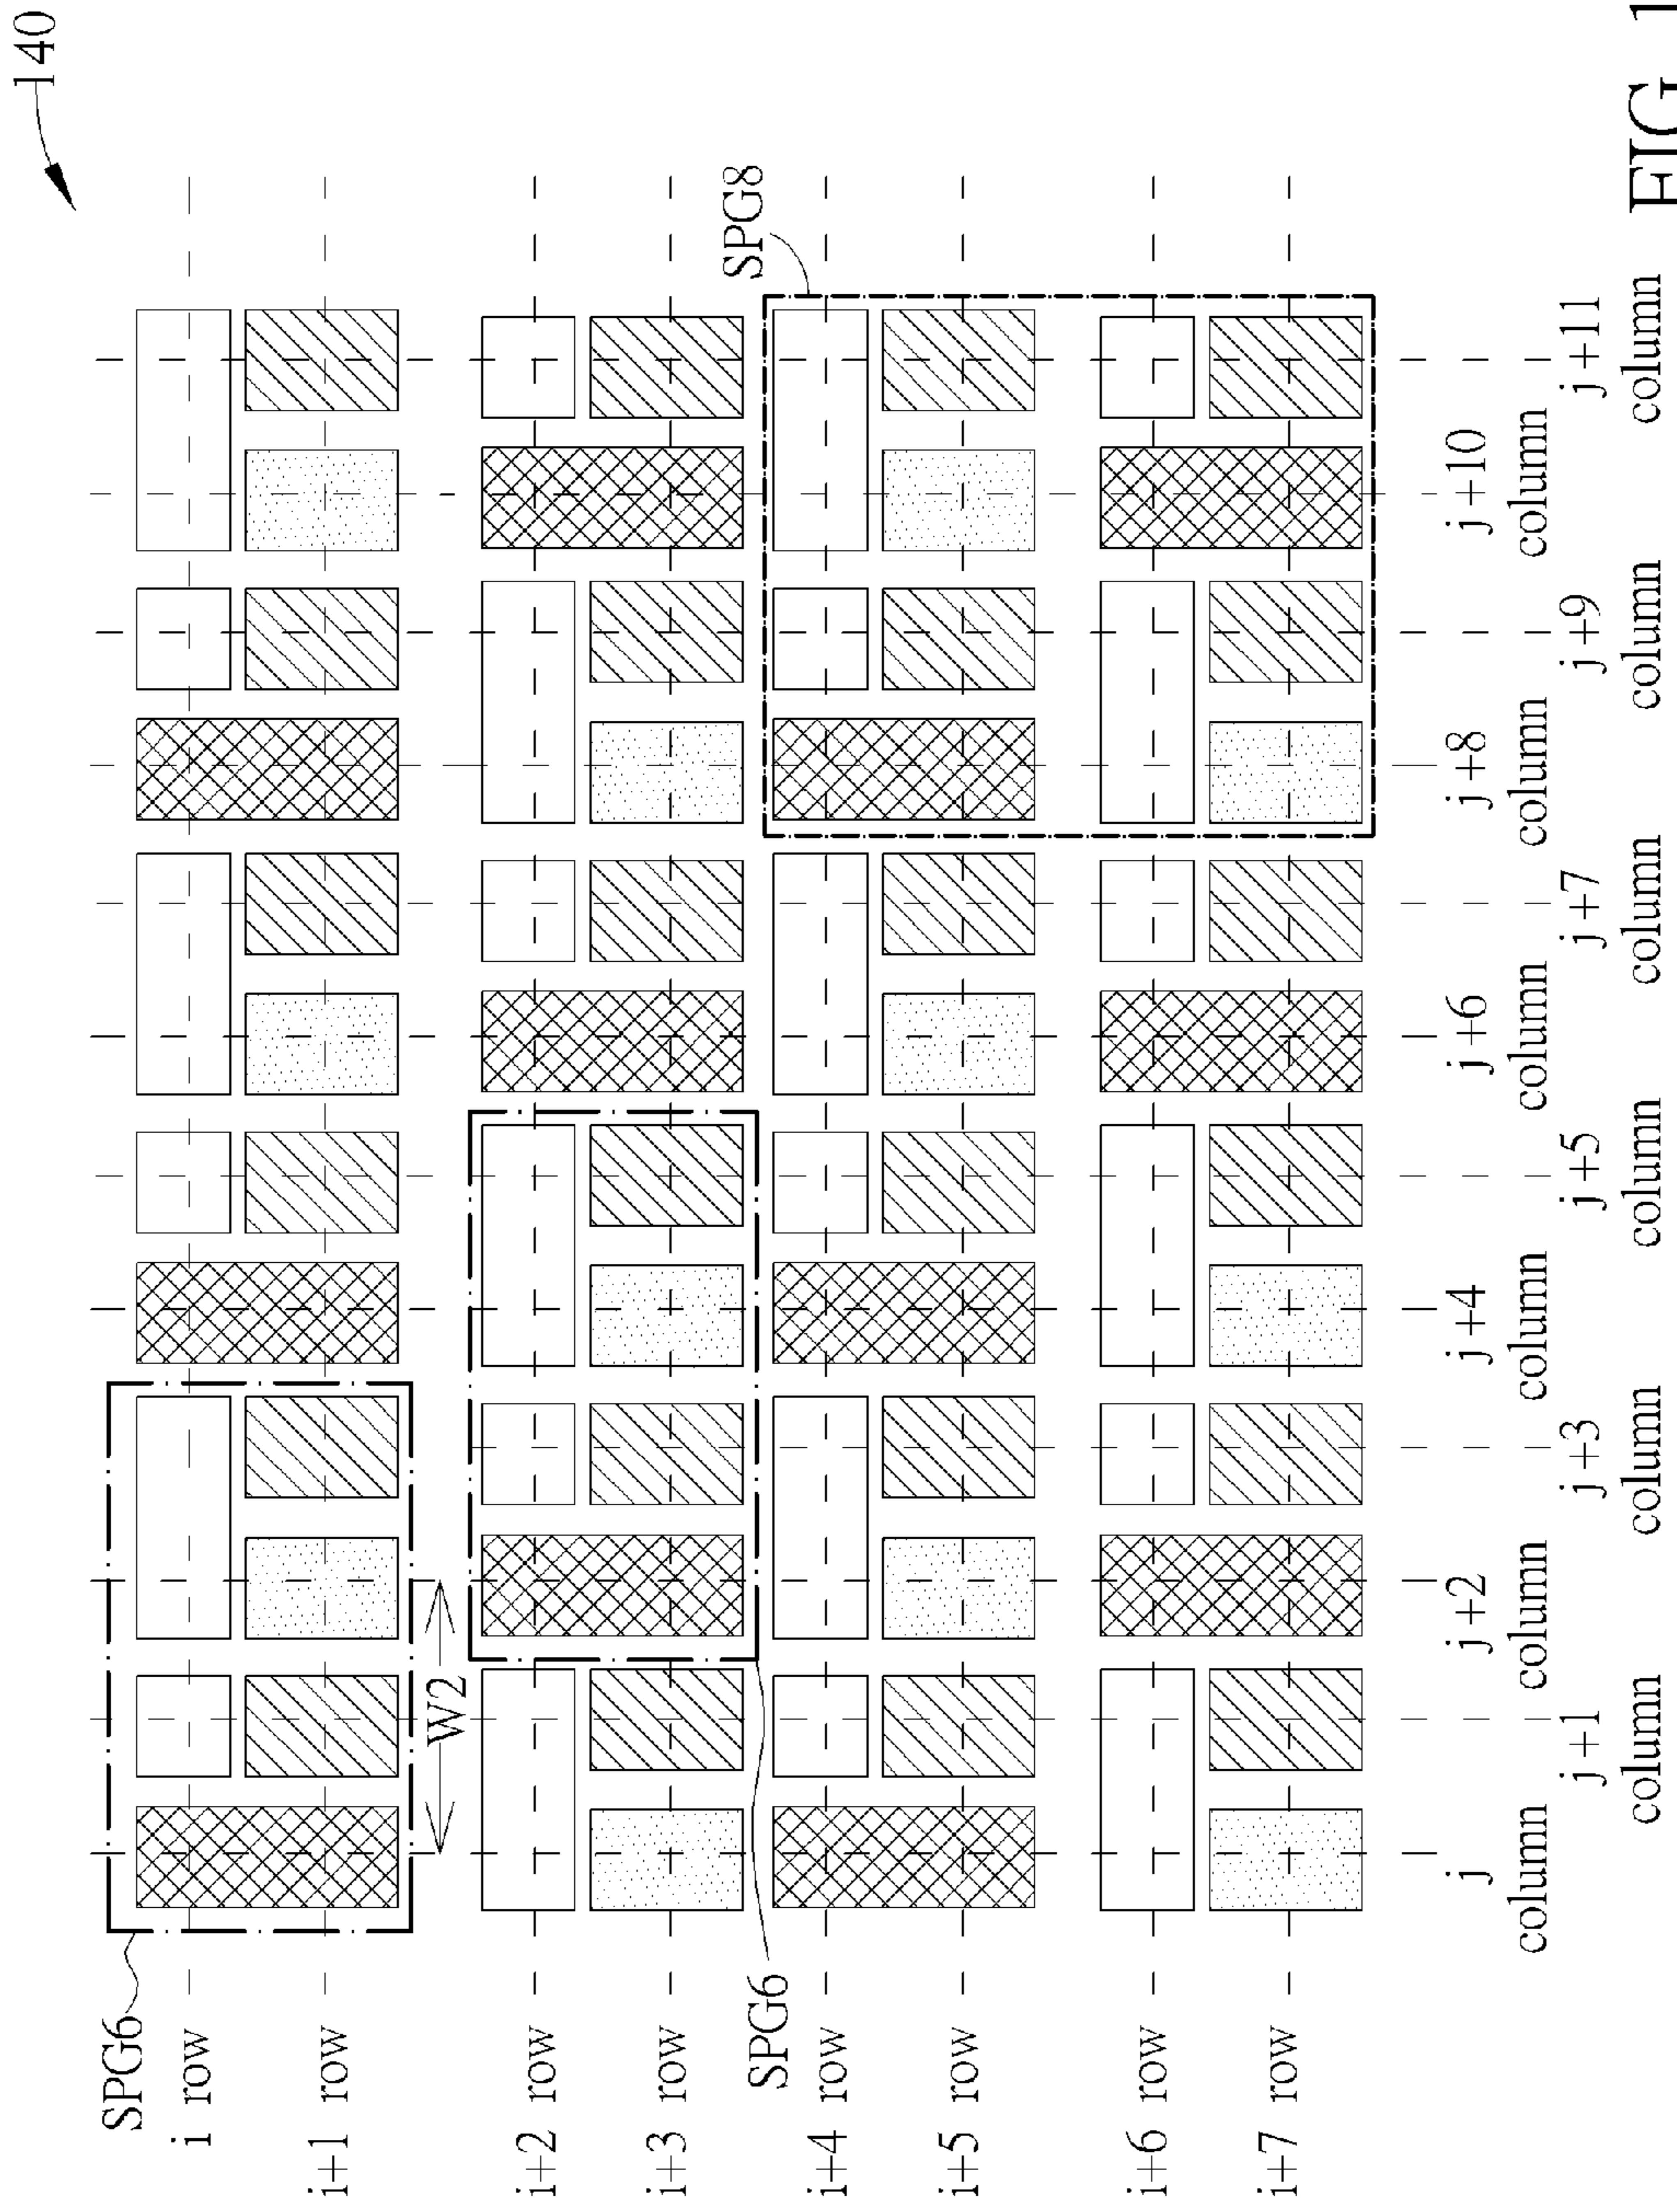 140
SPG6
i row
i+1 row
W2
i+2 row
i+3 row
SPG6
SPG8
i+4 row
i+5 row
i+6 row
i+7 row
j
column
j+1
column
j+2
column
j+3
column
j+4
column
j+5
column
j+6
column
j+7
column
j+8
column
j+9
column
j+10
column
j+11
column